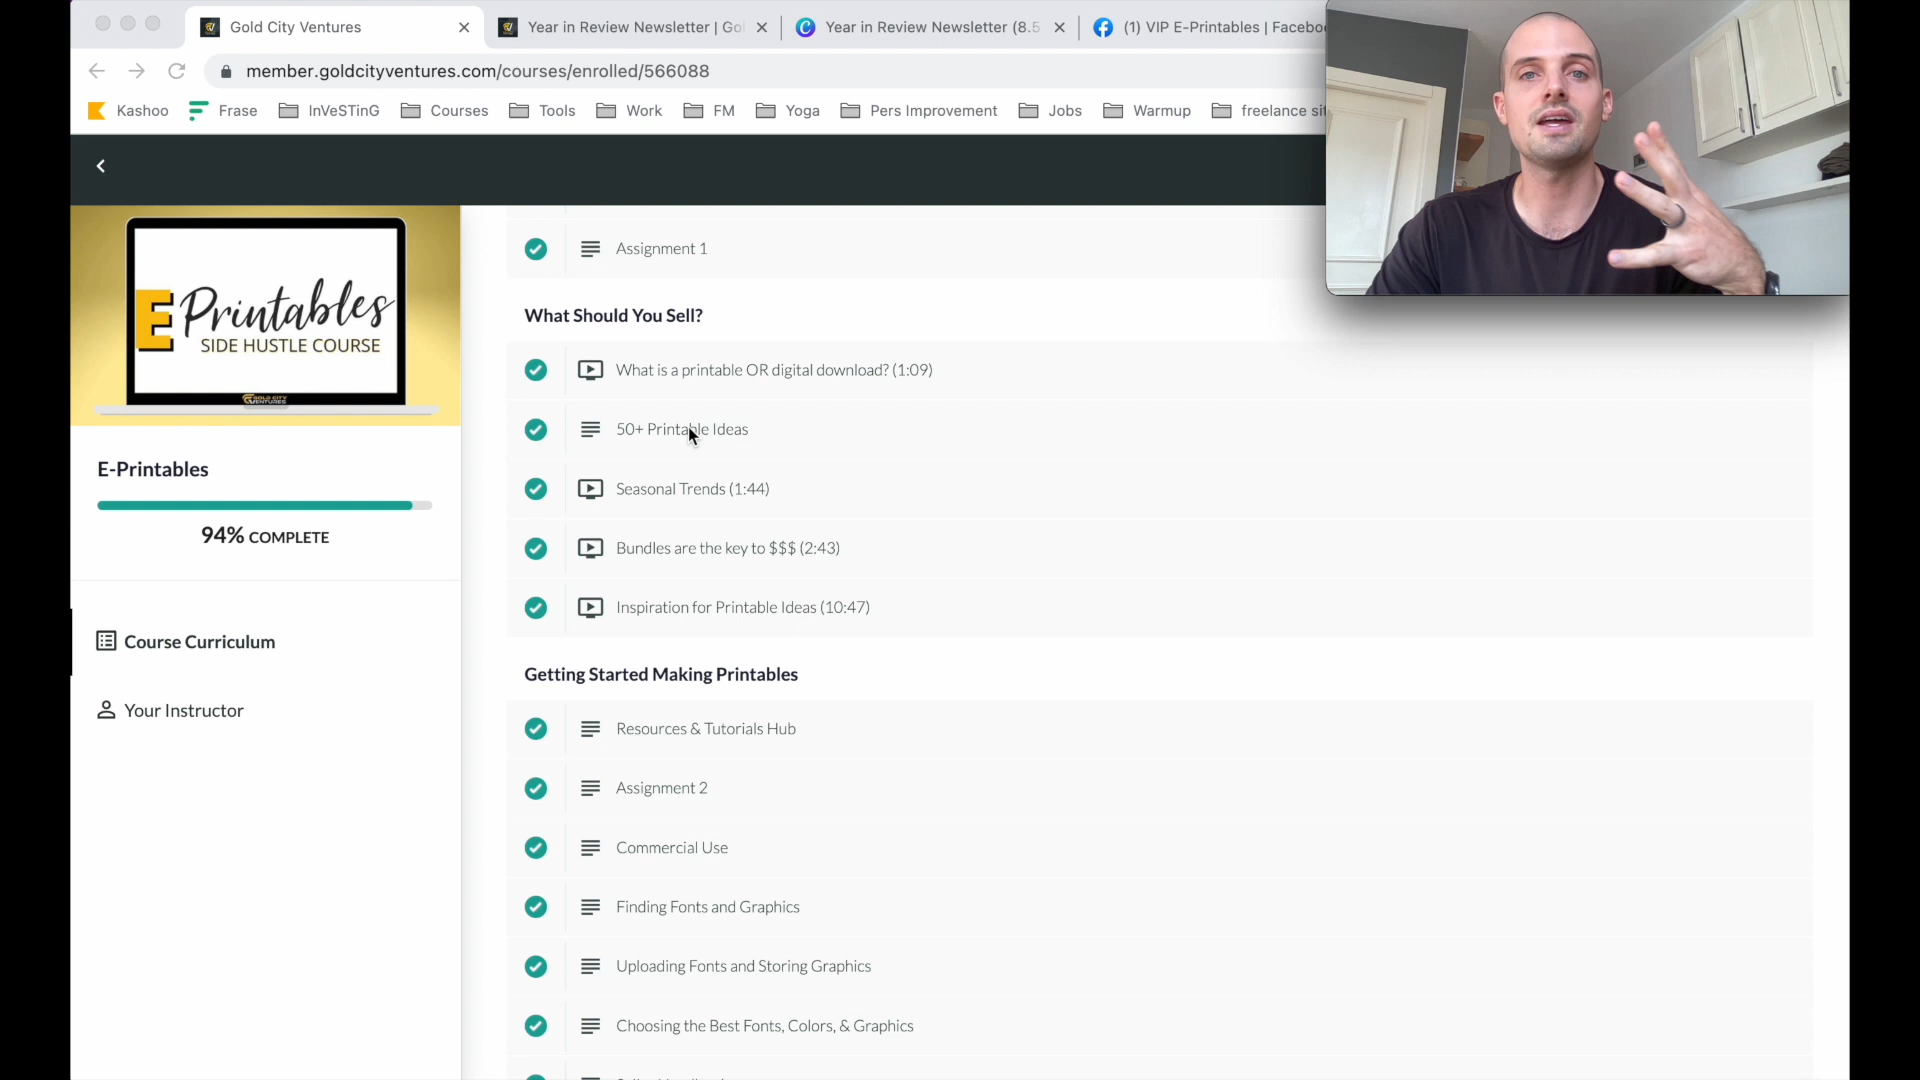 Gold City Ventures
Year in Review Newsletter | Gol
Year in Review Newsletter (8.5
(1) VIP E-Printables | Facebo
member.goldcityventures.com/courses/enrolled/566088
Kashoo
Frase
InVeSTinG
Courses
Tools
Work
FM
Yoga
Pers Improvement
Jobs
Warmup
freelance sit
E Printables
SIDE HUSTLE COURSE
GOLD CITY
VENTURES
E-Printables
94% COMPLETE
Course Curriculum
Your Instructor
Assignment 1
What Should You Sell?
What is a printable OR digital download? (1:09)
50+ Printable Ideas
Seasonal Trends (1:44)
Bundles are the key to $$$ (2:43)
Inspiration for Printable Ideas (10:47)
Getting Started Making Printables
Resources & Tutorials Hub
Assignment 2
Commercial Use
Finding Fonts and Graphics
Uploading Fonts and Storing Graphics
Choosing the Best Fonts, Colors, & Graphics